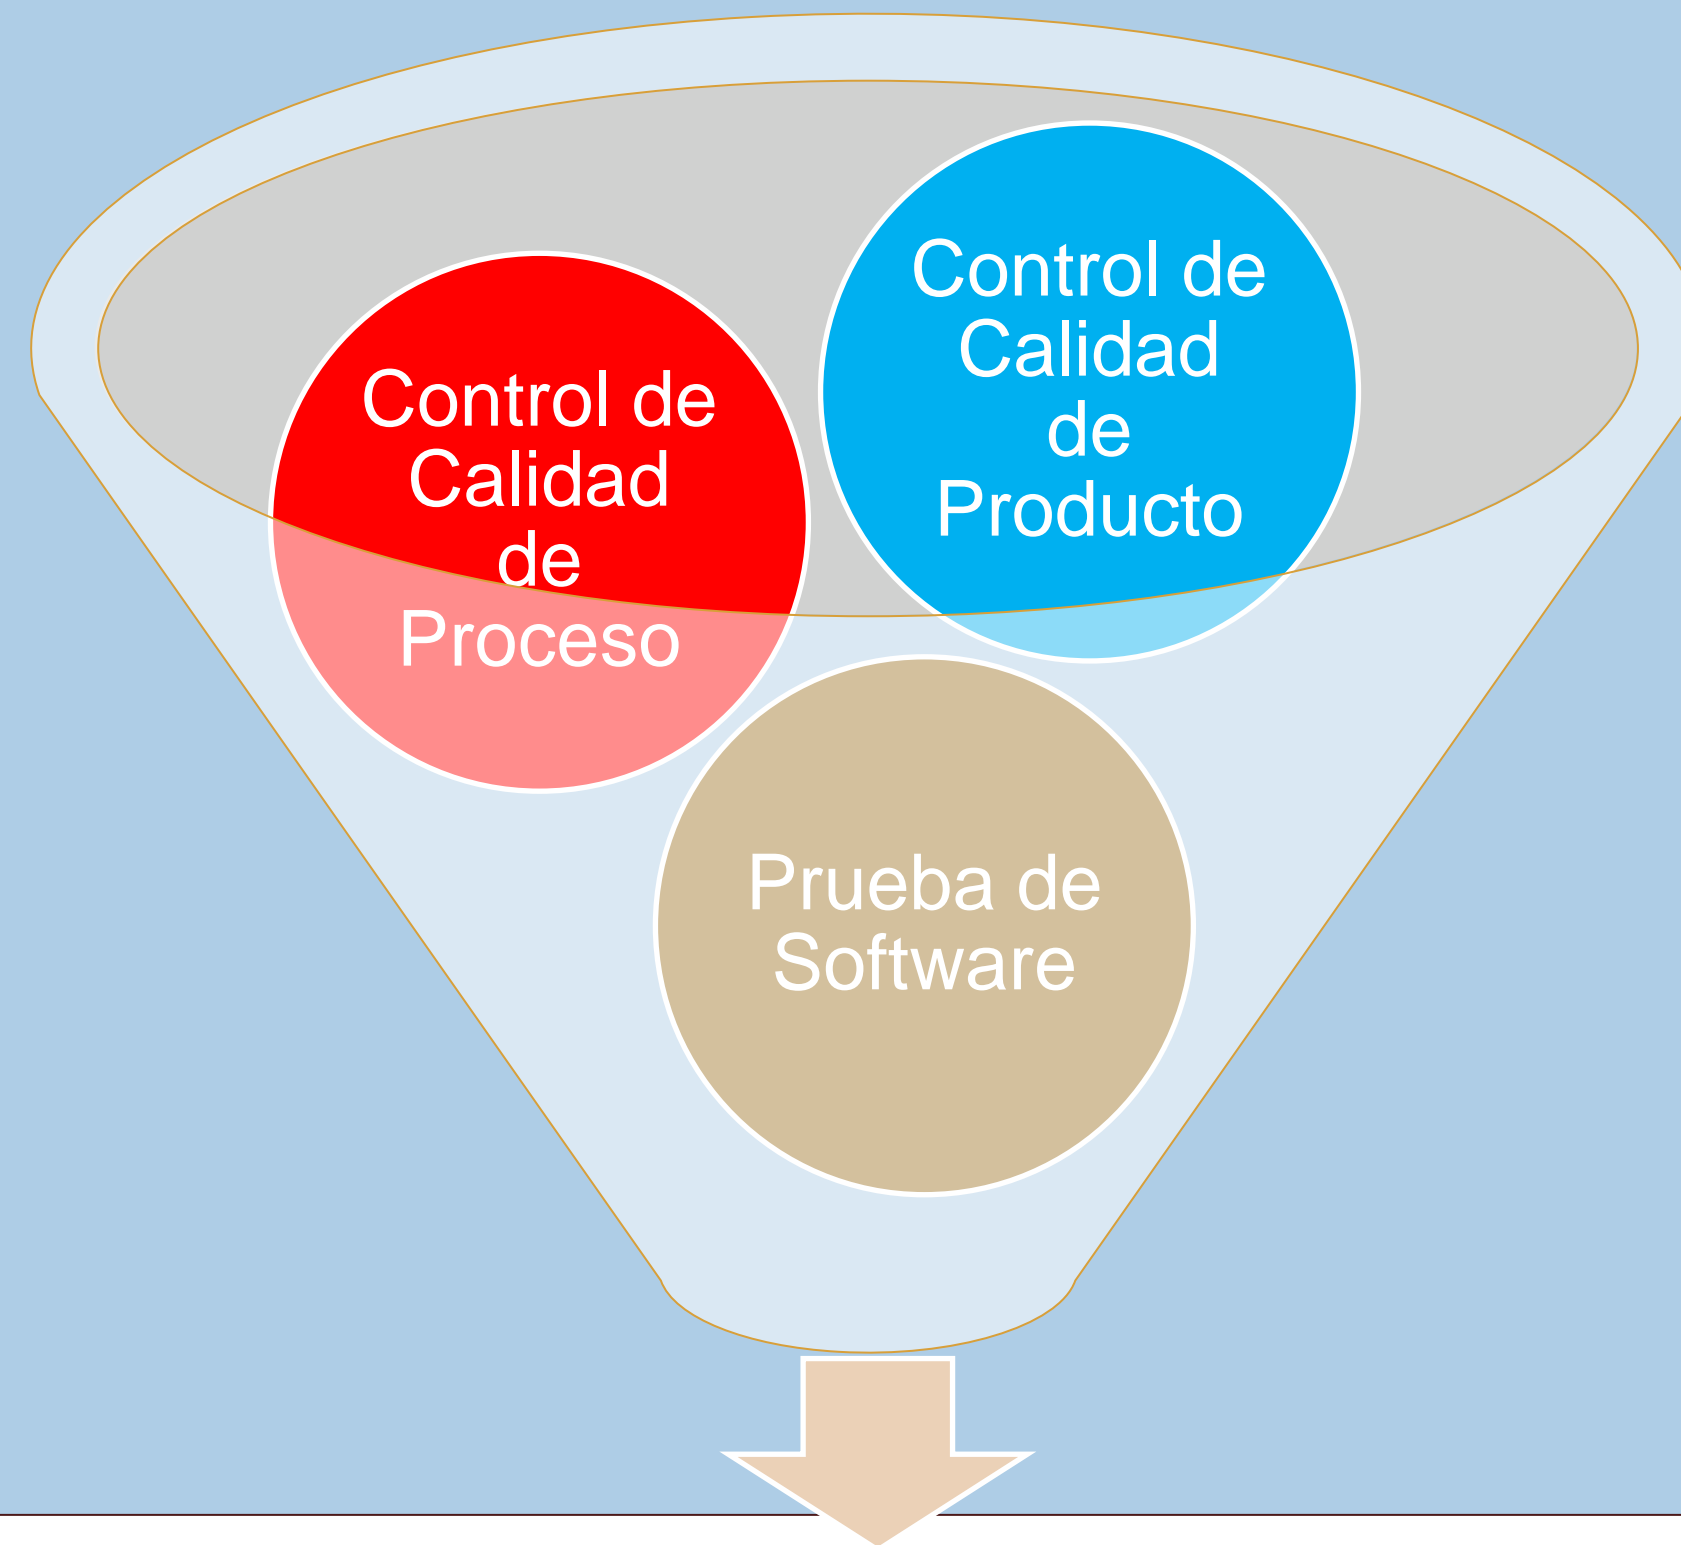 Control de
Calidad
de
Proceso
Control de
Calidad
de
Producto
Prueba de
Software